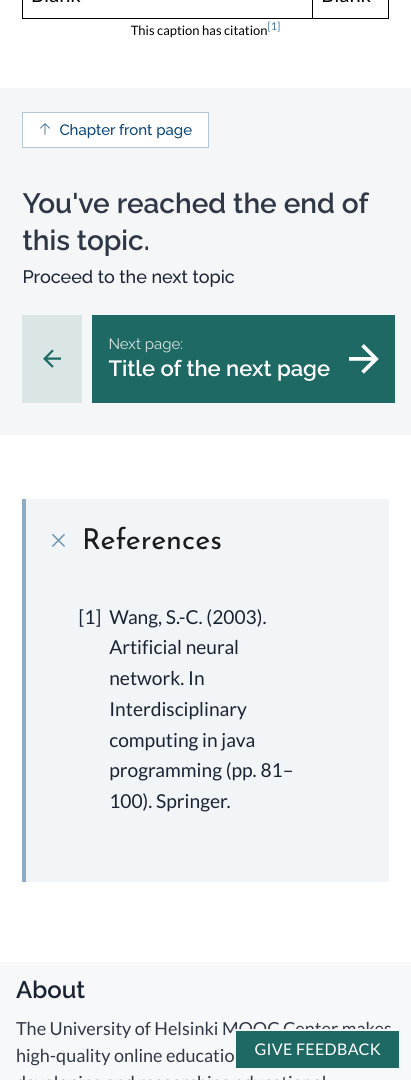 This caption has citation[1]
Chapter front page
You've reached the end of
this topic.
Proceed to the next topic
Next page:
Title of the next page
References
[1] Wang, S.-C. (2003).
Artificial neural
network. In
Interdisciplinary
computing in java
programming (pp. 81–
100). Springer.
About
The University of Helsinki MOOC Center makes
high-quality online educatio
GIVE FEEDBACK